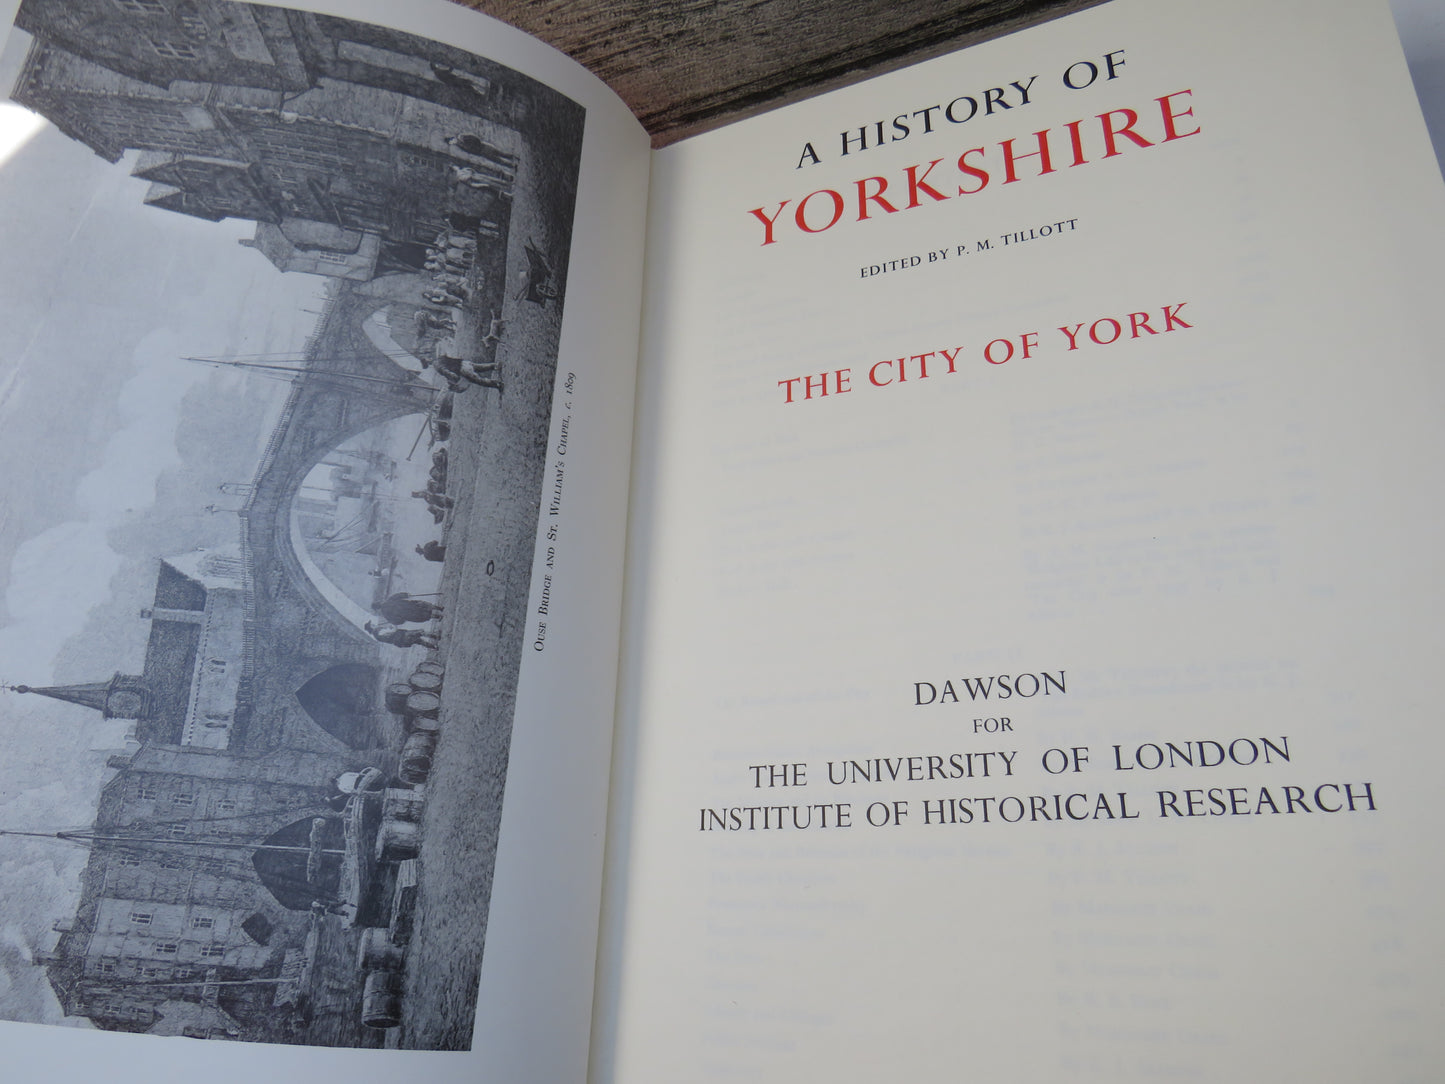 OUSE BRIDGE AND ST. WILLIAM'S CHAPEL, c. 1809
A HISTORY OF
YORKSHIRE
EDITED BY P. M. TILLOTT
THE CITY OF YORK
DAWSON
FOR
THE UNIVERSITY OF LONDON
INSTITUTE OF HISTORICAL RESEARCH